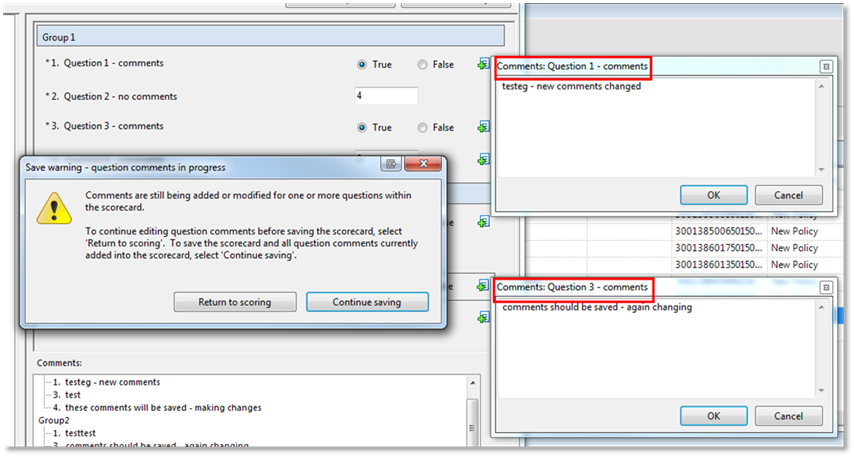 Group 1
*1. Question 1 - comments
True
False
*2. Question 2 - no comments
4
*3. Question 3 - comments
True
False
Comments: Question 1 - comments
testeg - new comments changed
OK
Cancel
Save warning - question comments in progress
Comments are still being added or modified for one or more questions within
the scorecard.
To continue editing question comments before saving the scorecard, select
'Return to scoring'. To save the scorecard and all question comments currently
added into the scorecard, select 'Continue saving'.
Return to scoring
Continue saving
300138500650150... New Policy
300138601750150... New Policy
300138601350150... New Policy
Comments: Question 3 - comments
comments should be saved - again changing
OK
Cancel
Comments:
1. testeg - new comments
3. test
4. these comments will be saved - making changes
Group2
1. testtest
3. comments should be saved - again changing